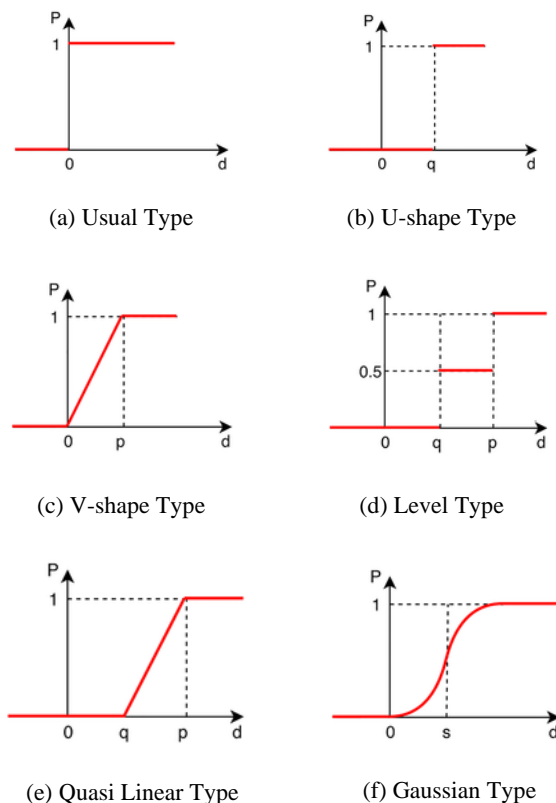 P
1
0
d
(a) Usual Type
P
1
0
q
d
(b) U-shape Type
P
1
0
p
d
(c) V-shape Type
P
1
0.5
0
q
p
d
(d) Level Type
P
1
0
q
p
d
(e) Quasi Linear Type
P
1
0
s
d
(f) Gaussian Type